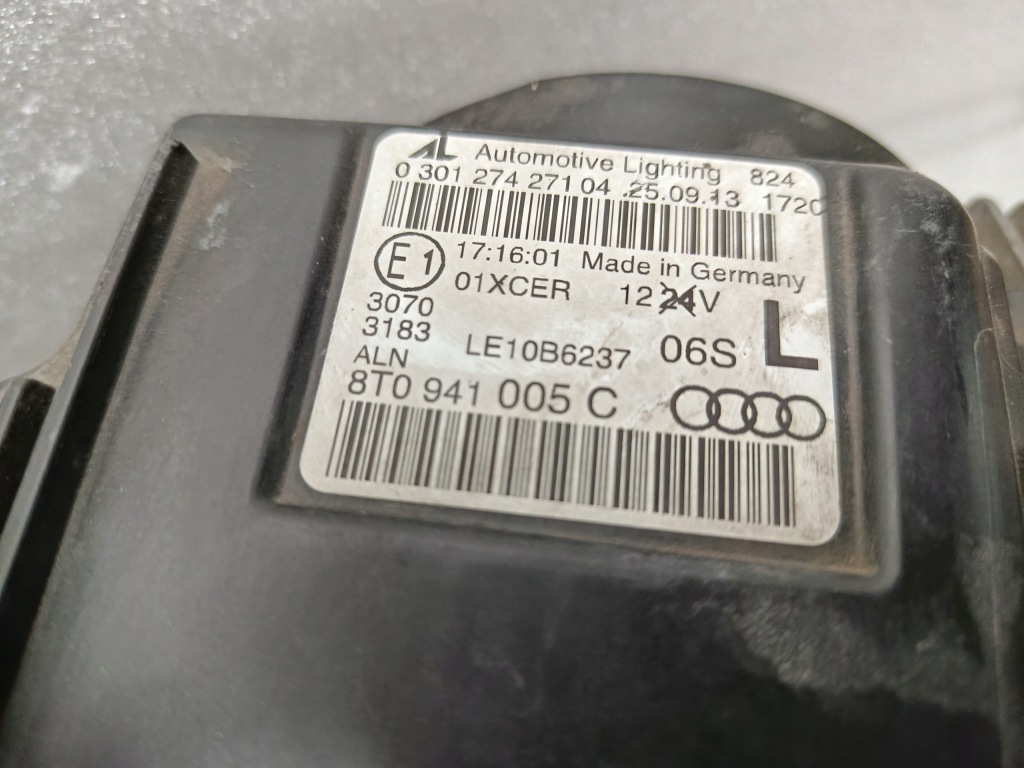 AL Automotive Lighting 824
0 301 274 271 04 25.09.13 1720
E1 17:16:01 Made in Germany
01XCER 12 24V
3070
3183 LE10B6237 06S L
ALN
8T0 941 005 C